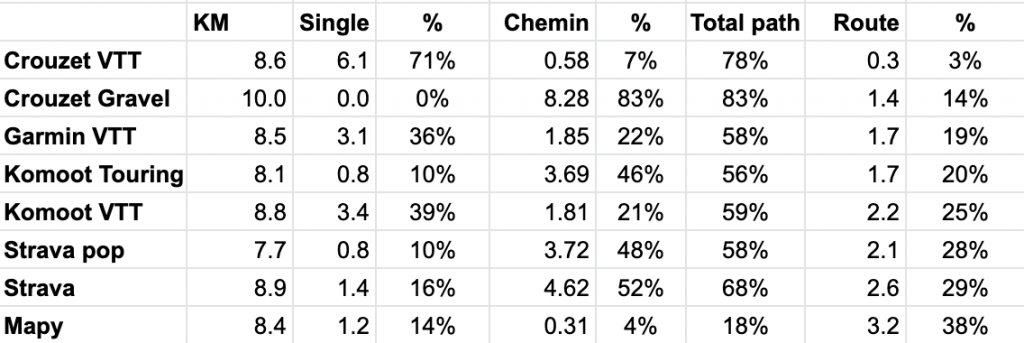 KM Single % Chemin % Total path Route %
Crouzet VTT 8.6 6.1 71% 0.58 7% 78% 0.3 3%
Crouzet Gravel 10.0 0.0 0% 8.28 83% 83% 1.4 14%
Garmin VTT 8.5 3.1 36% 1.85 22% 58% 1.7 19%
Komoot Touring 8.1 0.8 10% 3.69 46% 56% 1.7 20%
Komoot VTT 8.8 3.4 39% 1.81 21% 59% 2.2 25%
Strava pop 7.7 0.8 10% 3.72 48% 58% 2.1 28%
Strava 8.9 1.4 16% 4.62 52% 68% 2.6 29%
Mapy 8.4 1.2 14% 0.31 4% 18% 3.2 38%